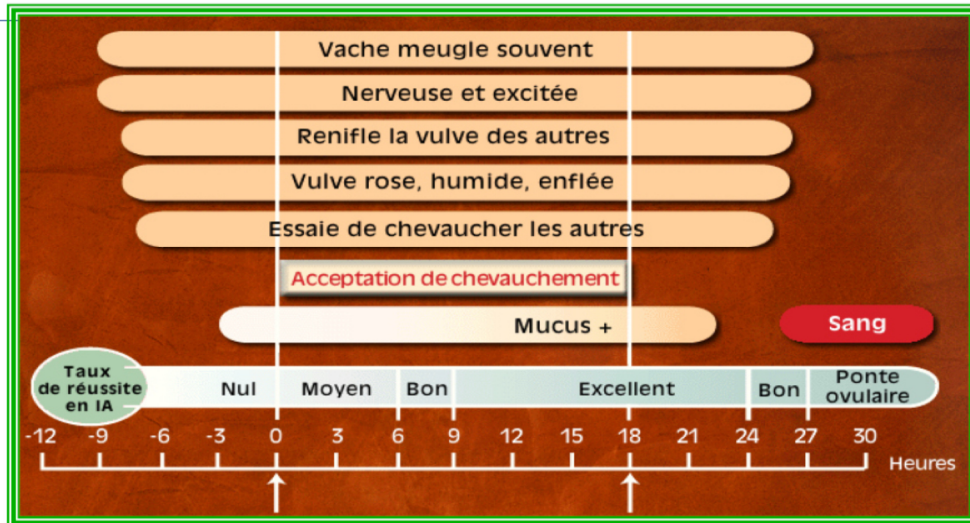 Vache meugle souvent
Nerveuse et excitée
Renifle la vulve des autres
Vulve rose, humide, enflée
Essaie de chevaucher les autres
Acceptation de chevauchement
Mucus +
Sang
Taux
de réussite
en IA
Nul Moyen Bon Excellent Bon Ponte
ovulaire
-12 -9 -6 -3 0 3 6 9 12 15 18 21 24 27 30
Heures